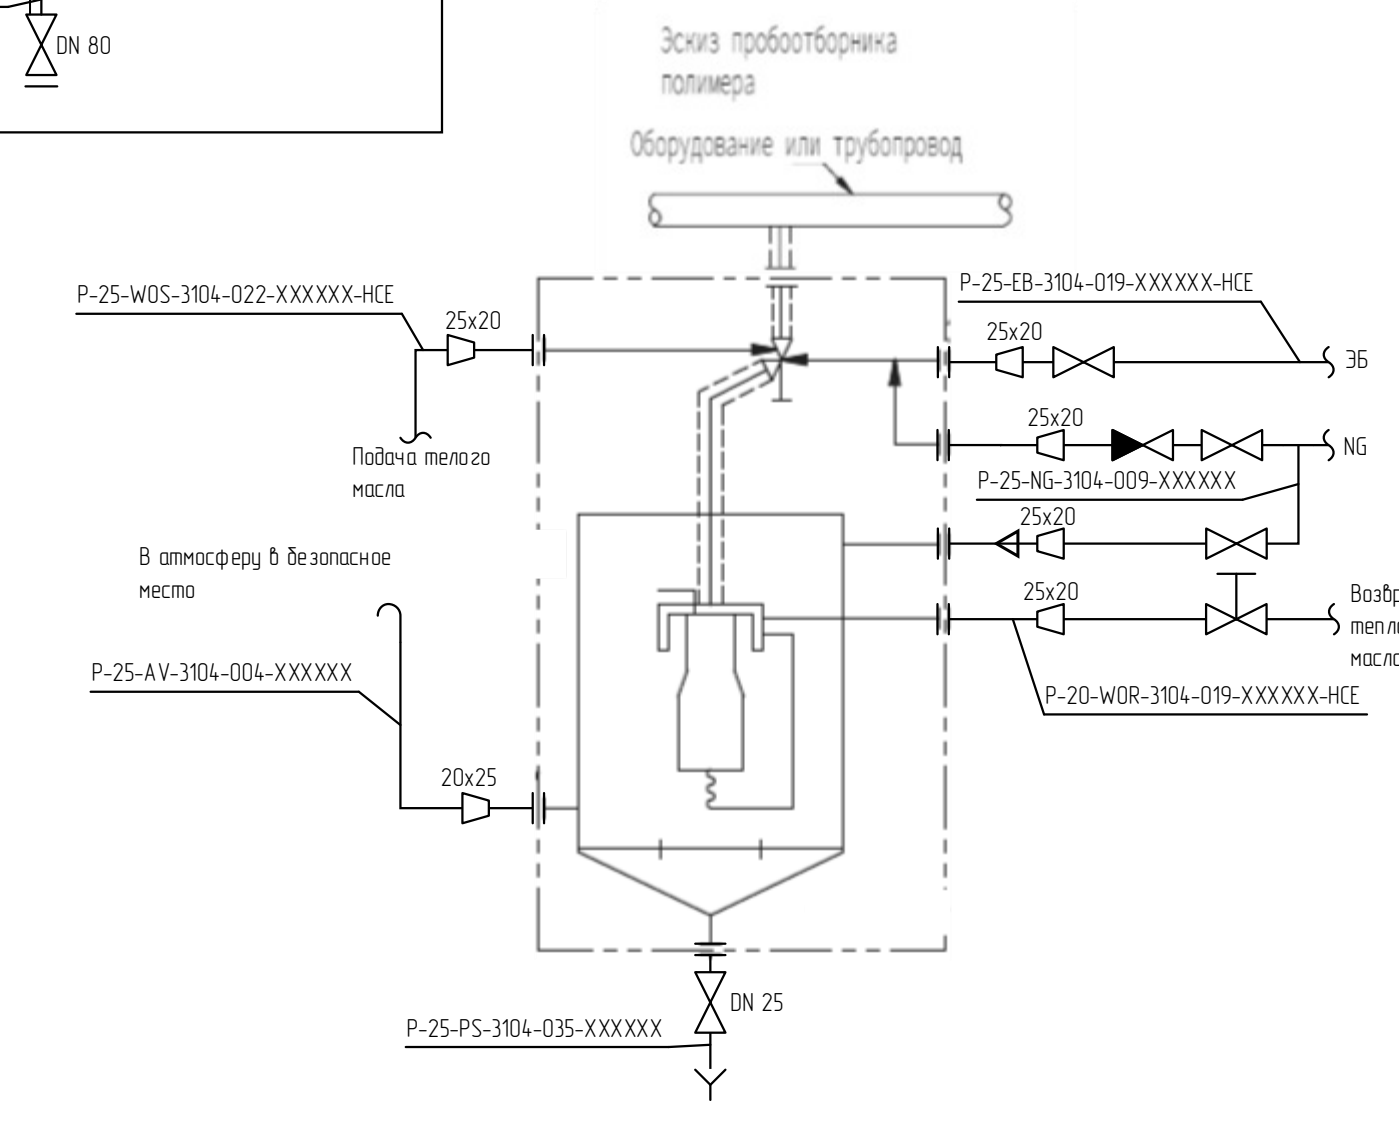 DN 80
Эскиз пробоотборника
полимера
Оборудование или трубопровод
P-25-WOS-3104-022-XXXXXX-HCE
25x20
P-25-EB-3104-019-XXXXXX-HCE
25x20
ЭБ
25x20
NG
Подача телого
масла
P-25-NG-3104-009-XXXXXX
25x20
В атмосферу в безопасное
место
25x20
Возвр
тепл
масла
P-25-AV-3104-004-XXXXXX
P-20-WOR-3104-019-XXXXXX-HCE
20x25
DN 25
P-25-PS-3104-035-XXXXXX